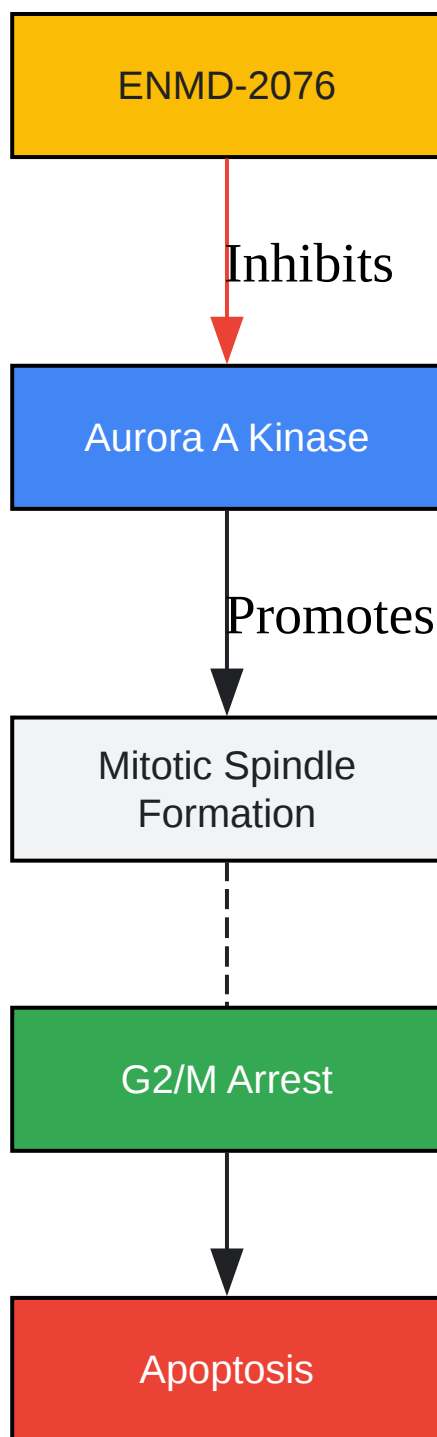 ENMD-2076
Inhibits
Aurora A Kinase
Promotes
Mitotic Spindle
Formation
G2/M Arrest
Apoptosis